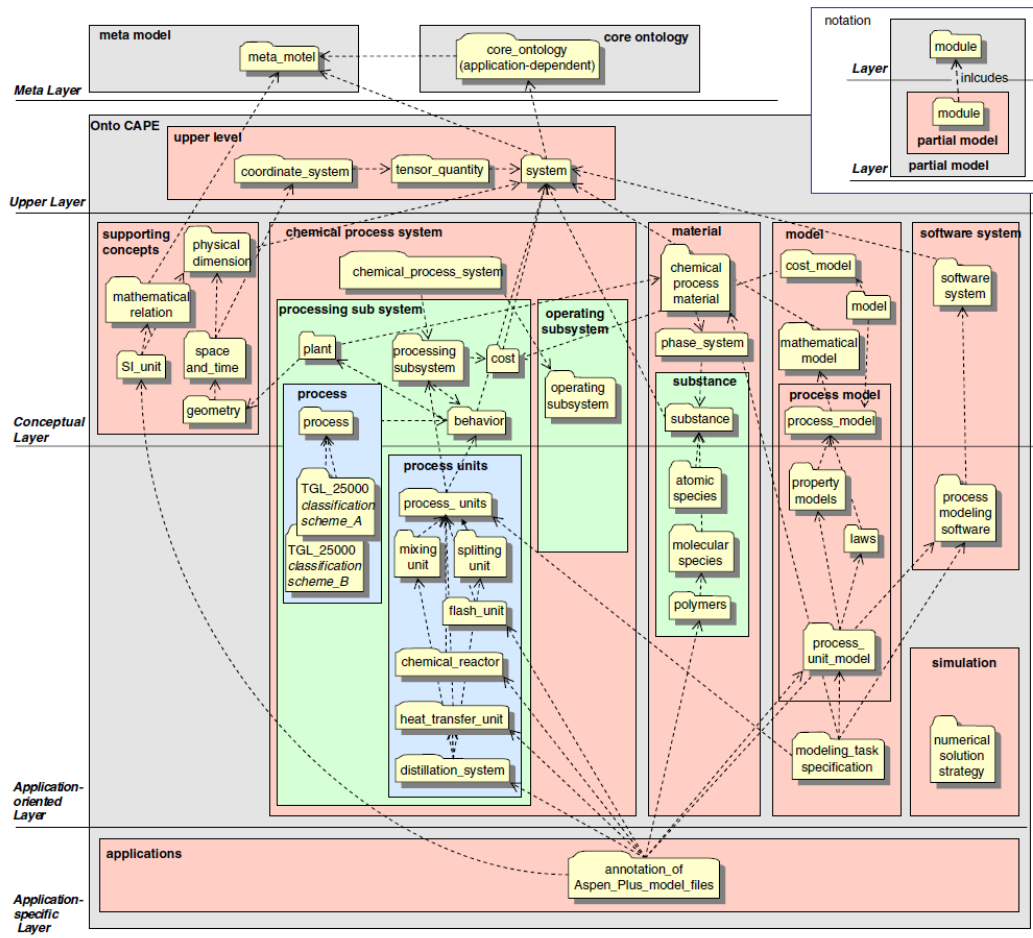 meta model
meta_motel
core ontology
core_ontology
(application-dependent)
Meta Layer
notation
module
Layer
inlcudes
module
partial model
Layer
partial model
Onto CAPE
upper level
coordinate_system
tensor_quantity
system
Upper Layer
supporting
concepts
physical
dimension
mathematical
relation
SI_unit
space
and_time
geometry
chemical process system
chemical_process_system
processing sub system
plant
processing
subsystem
cost
behavior
operating
subsystem
operating
subsystem
process
process
TGL_25000
classification
scheme_A
TGL_25000
classification
scheme_B
process units
process_ units
mixing
unit
splitting
unit
flash_unit
chemical_reactor
heat_transfer_unit
distillation_system
material
chemical
process
material
phase_system
substance
substance
atomic
species
molecular
species
polymers
model
cost_model
model
mathematical
model
process model
process_model
property
models
laws
process_
unit_model
modeling_task
specification
software system
software
system
process
modeling
software
simulation
numerical
solution
strategy
Conceptual
Layer
Application-
oriented Layer
applications
annotation_of
Aspen_Plus_model_files
Application-
specific Layer